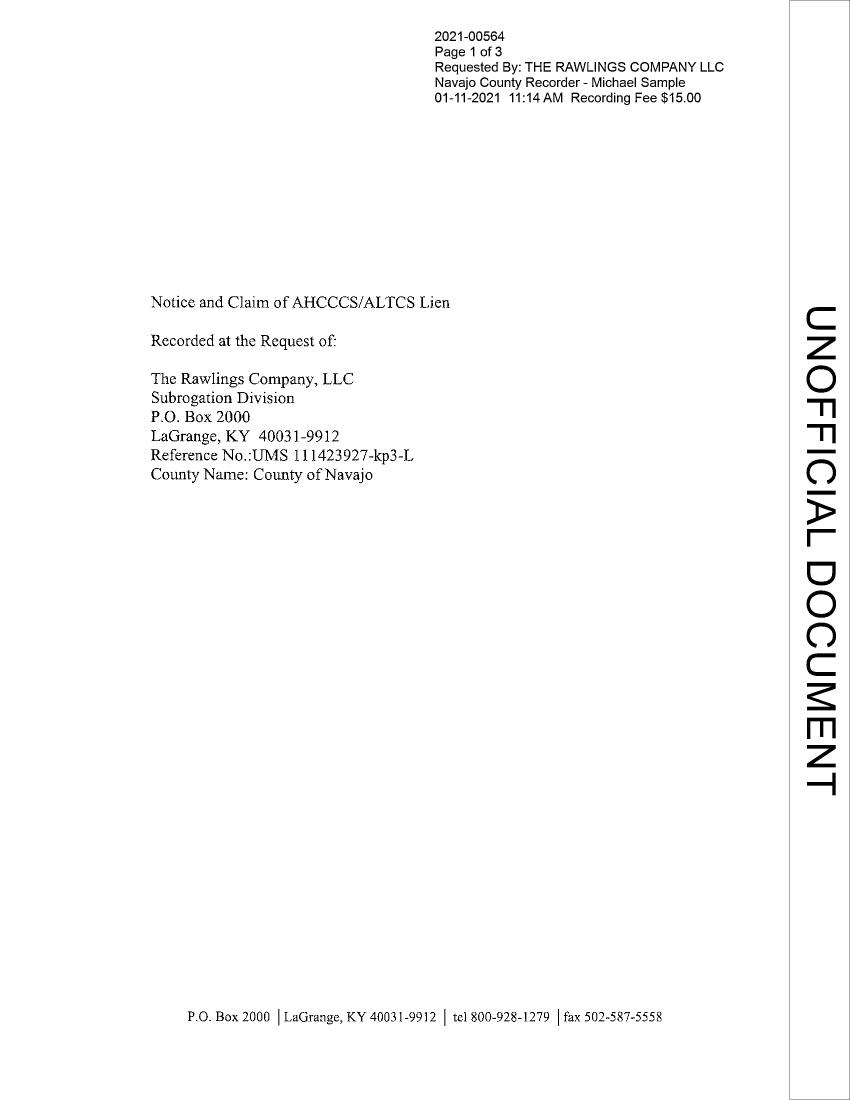 2021-00564
Page 1 of 3
Requested By: THE RAWLINGS COMPANY LLC
Navajo County Recorder - Michael Sample
01-11-2021 11:14 AM Recording Fee $15.00
Notice and Claim of AHCCCS/ALTCS Lien
Recorded at the Request of:
The Rawlings Company, LLC
Subrogation Division
P.O. Box 2000
LaGrange, KY 40031-9912
Reference No.:UMS 111423927-kp3-L
County Name: County of Navajo
P.O. Box 2000 | LaGrange, KY 40031-9912 | tel 800-928-1279 | fax 502-587-5558
UNOFFICIAL DOCUMENT